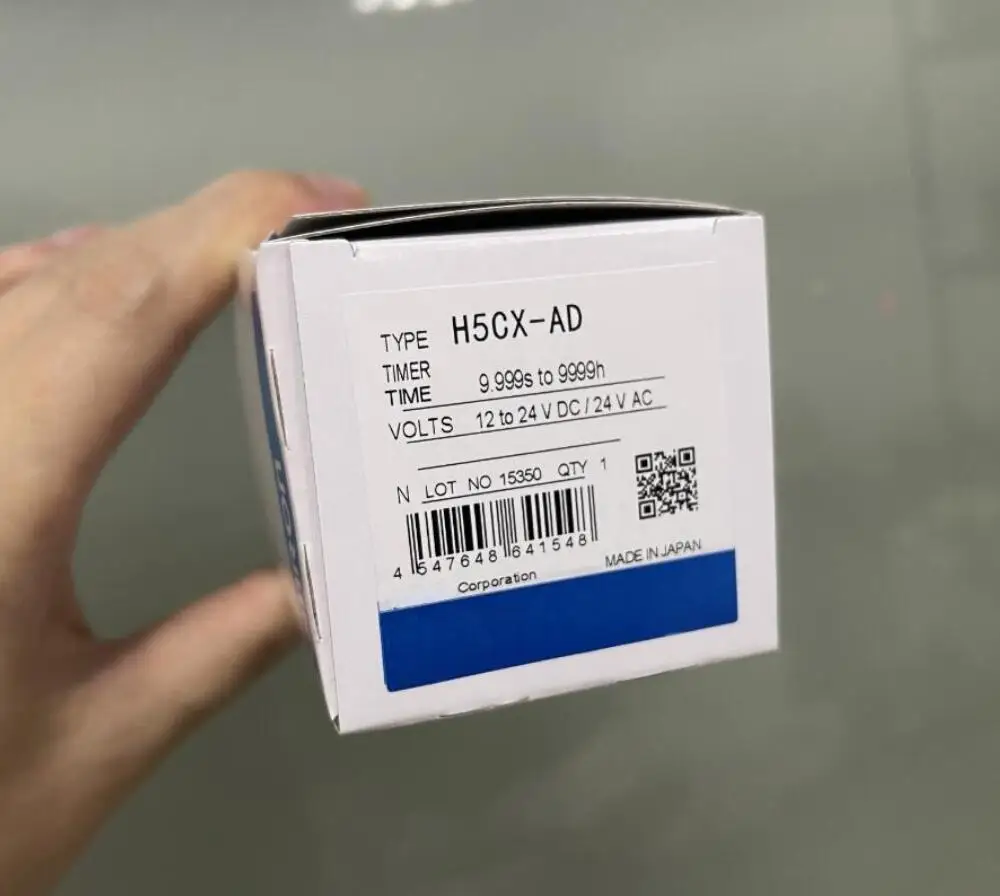 TYPE H5CX-AD
TIMER
TIME 9.999s to 9999h
VOLTS 12 to 24 V DC / 24 V AC
N LOT NO 15350 QTY 1
4 547648 641548
Corporation MADE IN JAPAN